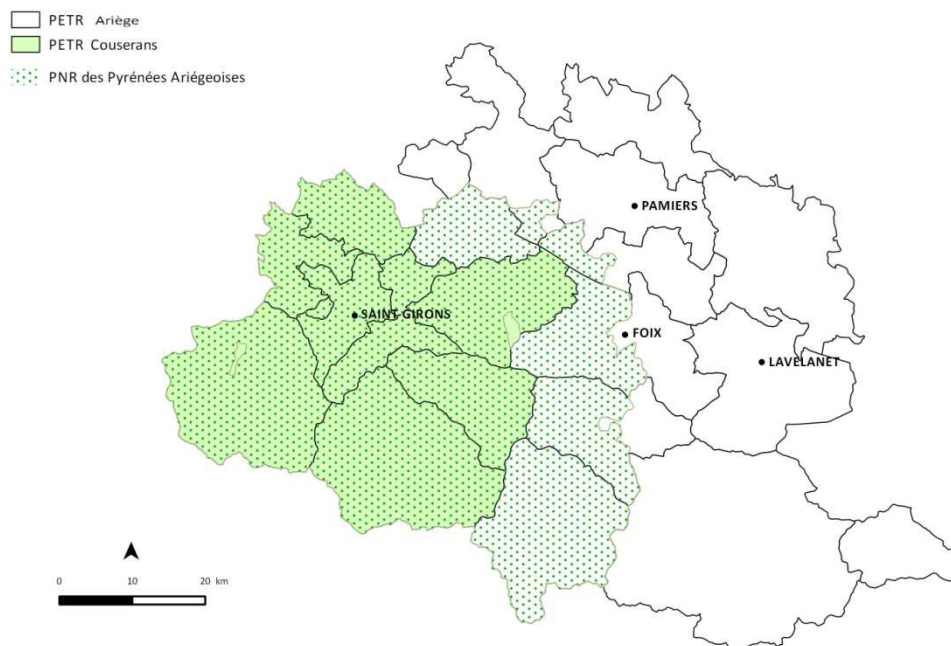 PETR Ariège
PETR Couserans
PNR des Pyrénées Ariégeoises
PAMIERS
SAINT-GIRONS
FOIX
LAVELANET
0 10 20 km